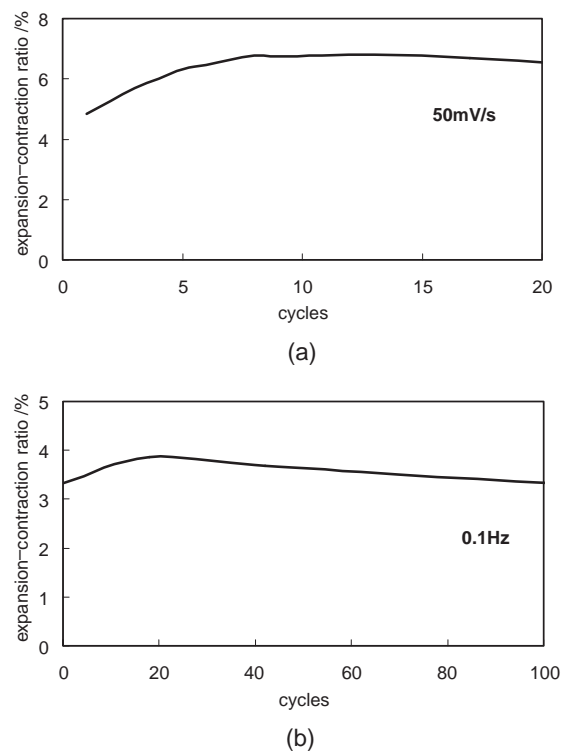 expansion−contraction ratio /%
8
6
4
2
0
50mV/s
0 5 10 15 20
cycles
(a)
expansion−contraction ratio /%
5
4
3
2
1
0
0.1Hz
0 20 40 60 80 100
cycles
(b)